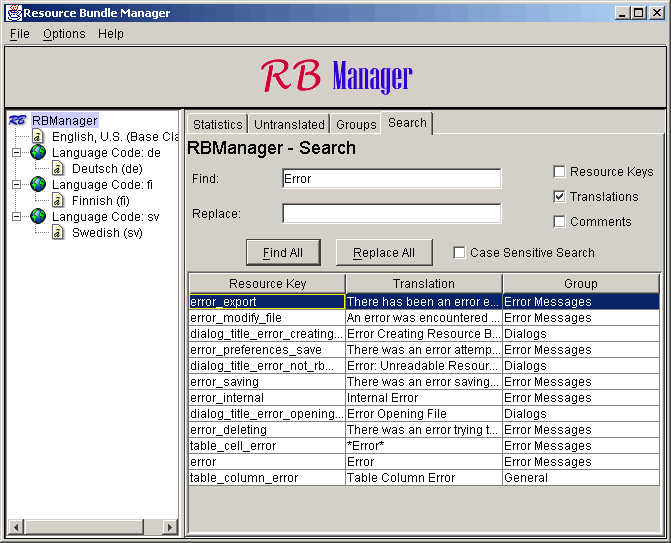 Resource Bundle Manager
File Options Help
RB Manager
RBManager
English, U.S. (Base Cla
Language Code: de
Deutsch (de)
Language Code: fi
Finnish (fi)
Language Code: sv
Swedish (sv)
Statistics Untranslated Groups Search
RBManager - Search
Find: Error
Replace:
Resource Keys
Translations
Comments
Find All Replace All Case Sensitive Search
Resource Key Translation Group
error_export There has been an error e... Error Messages
error_modify_file An error was encountered ... Error Messages
dialog_title_error_creating... Error Creating Resource B... Dialogs
error_preferences_save There was an error attemp... Error Messages
dialog_title_error_not_rb... Error: Unreadable Resour... Dialogs
error_saving There was an error saving... Error Messages
error_internal Internal Error Error Messages
dialog_title_error_opening... Error Opening File Dialogs
error_deleting There was an error trying t... Error Messages
table_cell_error *Error* Error Messages
error Error Error Messages
table_column_error Table Column Error General